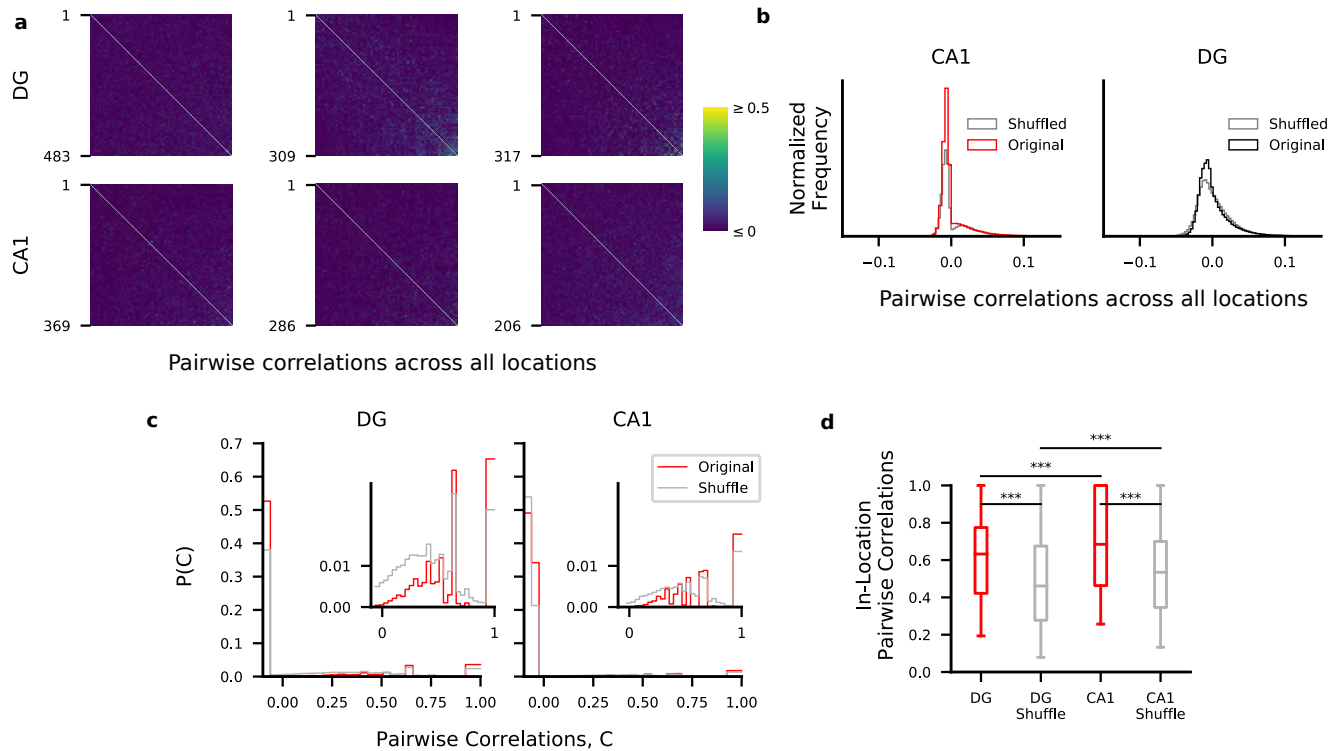 a
DG
1
483
1
309
1
317
≥ 0.5
≤ 0
CA1
1
369
1
286
1
206
Pairwise correlations across all locations
b
CA1
DG
Normalized
Frequency
Shuffled
Original
Shuffled
Original
−0.1
0.0
0.1
−0.1
0.0
0.1
Pairwise correlations across all locations
c
DG
CA1
P(C)
0.7
0.6
0.5
0.4
0.3
0.2
0.1
0.0
0.01
0.00
0
1
0.01
0.00
0
1
Original
Shuffle
0.00
0.25
0.50
0.75
1.00
0.00
0.25
0.50
0.75
1.00
Pairwise Correlations, C
d
In-Location
Pairwise Correlations
***
***
***
***
1.0
0.8
0.6
0.4
0.2
0.0
DG
DG
Shuffle
CA1
CA1
Shuffle